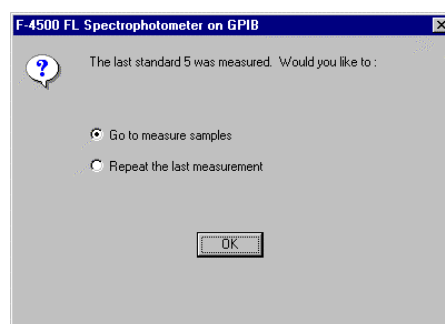 F-4500 FL Spectrophotometer on GPIB
The last standard 5 was measured. Would you like to :
Go to measure samples
Repeat the last measurement
OK